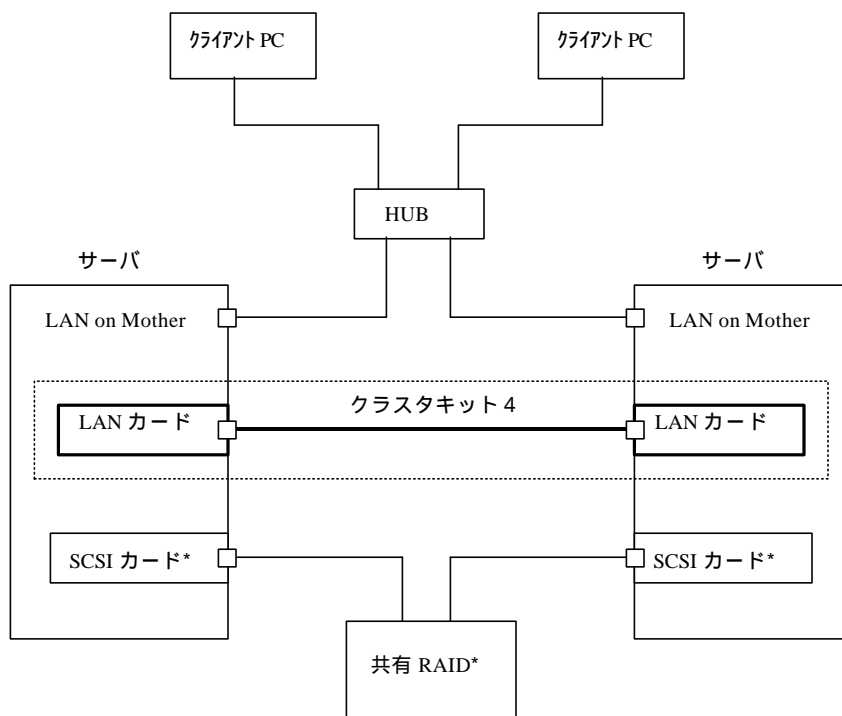 クライアント PC
クライアント PC
HUB
サーバ
サーバ
LAN on Mother
LAN on Mother
クラスタキット 4
LAN カード
LAN カード
SCSI カード*
SCSI カード*
共有 RAID*